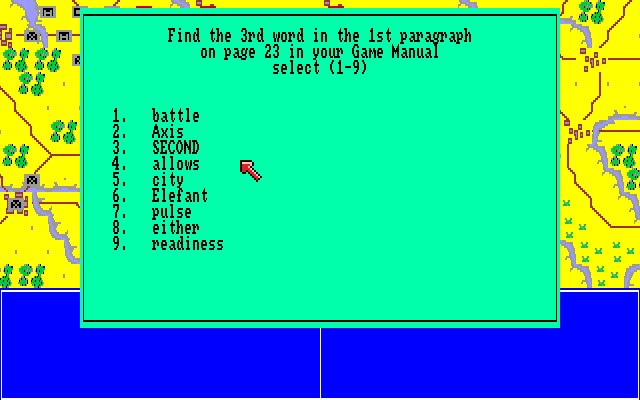 Find the 3rd word in the 1st paragraph
on page 23 in your Game Manual
select (1-9)
1. battle
2. Axis
3. SECOND
4. allows
5. city
6. Elefant
7. pulse
8. either
9. readiness